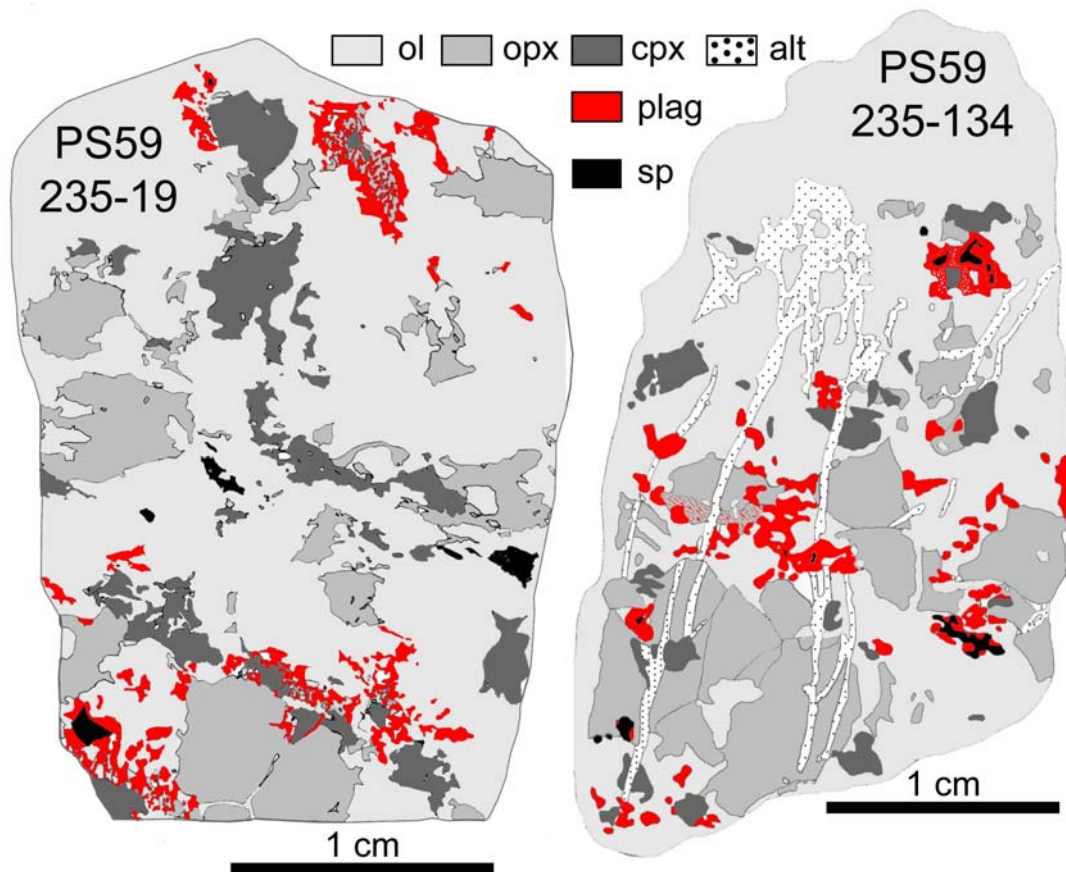 ol opx cpx alt
plag
sp
PS59
235-19
PS59
235-134
1 cm
1 cm